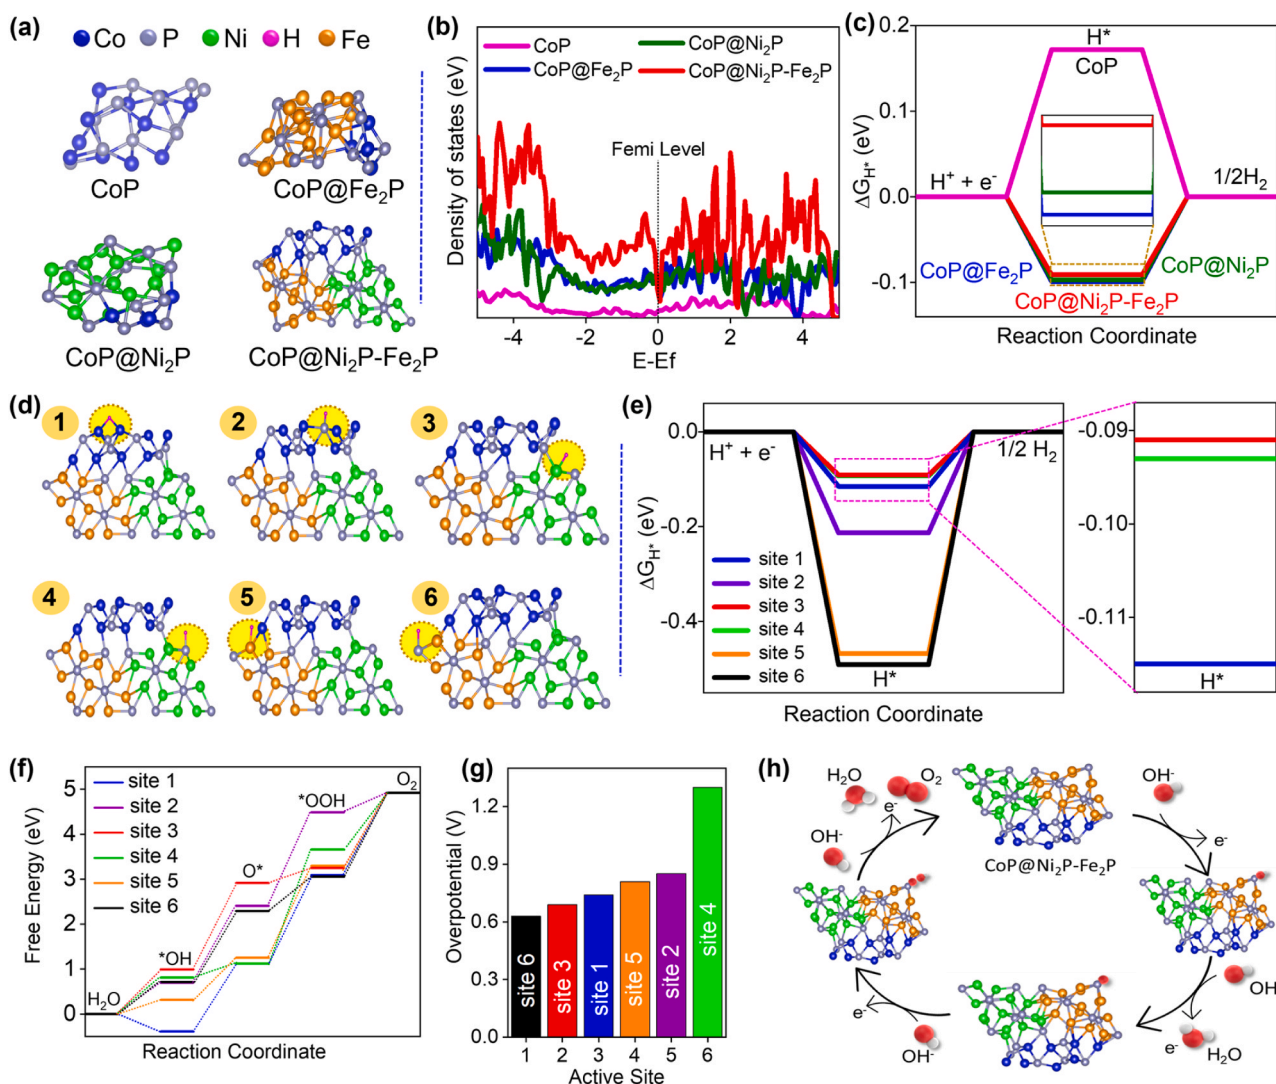 (a)
Co P Ni H Fe
CoP
CoP@Fe₂P
CoP@Ni₂P
CoP@Ni₂P-Fe₂P
(b)
CoP
CoP@Ni₂P
CoP@Fe₂P
CoP@Ni₂P-Fe₂P
Femi Level
Density of states (eV)
-4 -2 0 2 4
E-Ef
(c)
0.2
0.1
0.0
-0.1
ΔG_H* (eV)
H*
CoP
H⁺ + e⁻
1/2H₂
CoP@Fe₂P
CoP@Ni₂P
CoP@Ni₂P-Fe₂P
Reaction Coordinate
(d)
1
2
3
4
5
6
(e)
0.0
-0.2
-0.4
ΔG_H* (eV)
H⁺ + e⁻
1/2 H₂
site 1
site 2
site 3
site 4
site 5
site 6
H*
Reaction Coordinate
-0.09
-0.10
-0.11
H*
(f)
site 1
site 2
site 3
site 4
site 5
site 6
5
4
3
2
1
0
Free Energy (eV)
H₂O
*OH
O*
*OOH
O₂
Reaction Coordinate
(g)
1.2
0.9
0.6
0.3
0.0
Overpotential (V)
site 6
site 3
site 1
site 5
site 2
site 4
1 2 3 4 5 6
Active Site
(h)
H₂O
O₂
e⁻
OH⁻
CoP@Ni₂P-Fe₂P
OH⁻
e⁻
OH⁻
e⁻
H₂O
OH⁻
e⁻